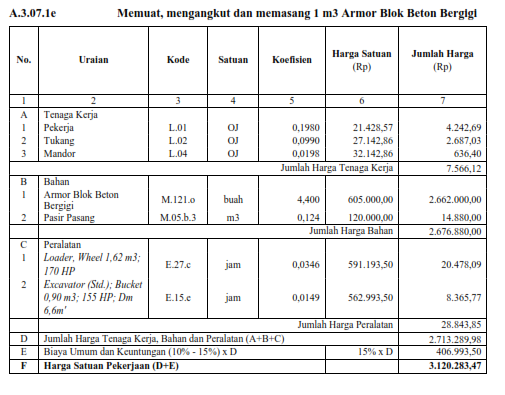 A.3.07.1e Memuat, mengangkut dan memasang 1 m3 Armor Blok Beton Bergigi
No. Uraian Kode Satuan Koefisien Harga Satuan (Rp) Jumlah Harga (Rp)
1 2 3 4 5 6 7
A Tenaga Kerja
1 Pekerja L.01 OJ 0,1980 21.428,57 4.242,69
2 Tukang L.02 OJ 0,0990 27.142,86 2.687,03
3 Mandor L.04 OJ 0,0198 32.142,86 636,40
Jumlah Harga Tenaga Kerja 7.566,12
B Bahan
1 Armor Blok Beton Bergigi M.121.o buah 4,400 605.000,00 2.662.000,00
2 Pasir Pasang M.05.b.3 m3 0,124 120.000,00 14.880,00
Jumlah Harga Bahan 2.676.880,00
C Peralatan
1 Loader, Wheel 1,62 m3; 170 HP E.27.c jam 0,0346 591.193,50 20.478,09
2 Excavator (Std.); Bucket 0,90 m3; 155 HP; Dm 6,6m' E.15.e jam 0,0149 562.993,50 8.365,77
Jumlah Harga Peralatan 28.843,85
D Jumlah Harga Tenaga Kerja, Bahan dan Peralatan (A+B+C) 2.713.289,98
E Biaya Umum dan Keuntungan (10% - 15%) x D 15% x D 406.993,50
F Harga Satuan Pekerjaan (D+E) 3.120.283,47